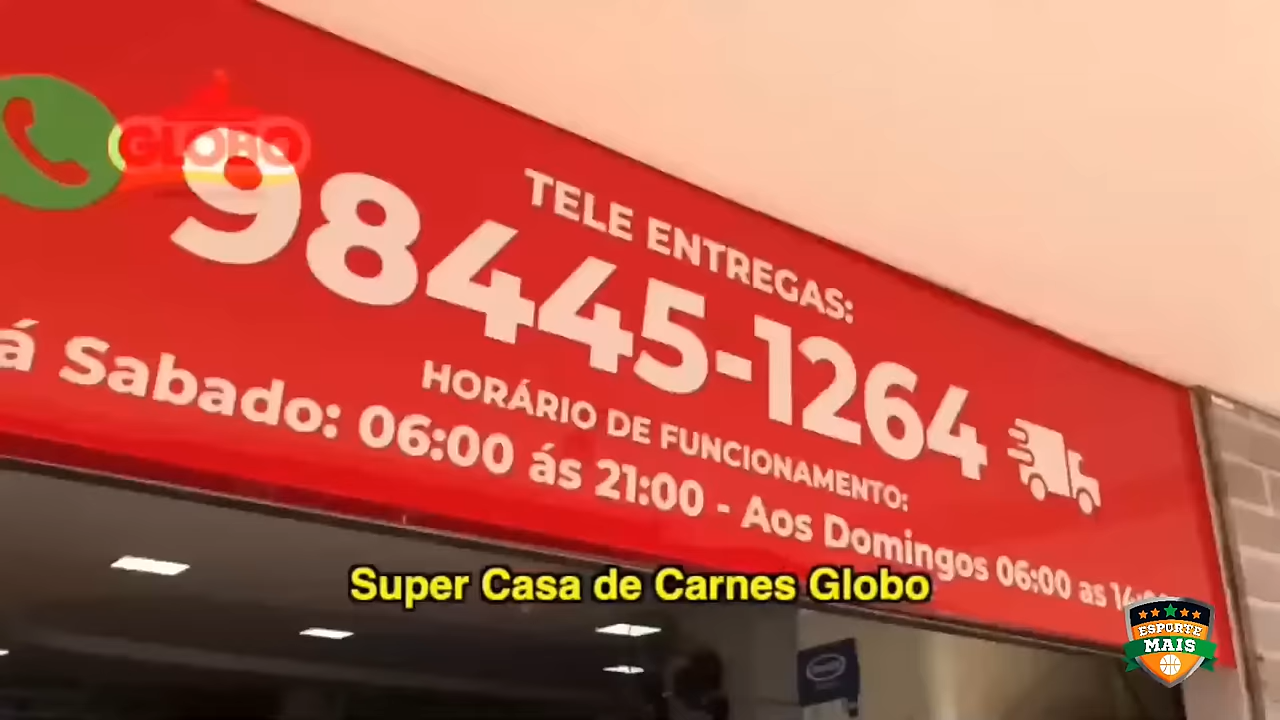 GLOBO
TELE ENTREGAS:
98445-1264
HORÁRIO DE FUNCIONAMENTO:
á Sabado: 06:00 ás 21:00 - Aos Domingos 06:00 as
Super Casa de Carnes Globo
ESPORTE
MAIS